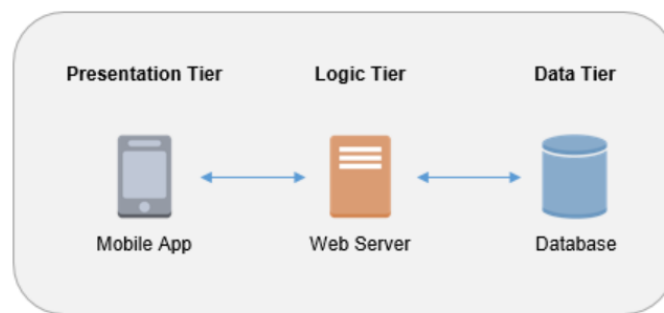 Presentation Tier
Logic Tier
Data Tier
Mobile App
Web Server
Database